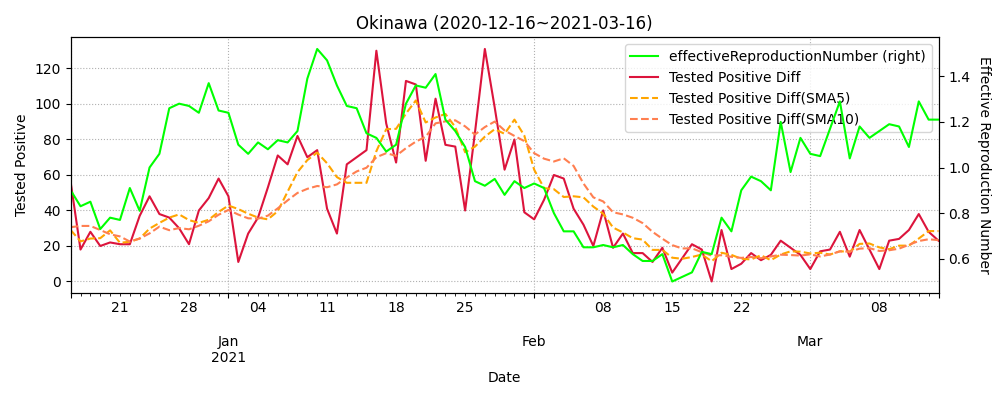 Okinawa (2020-12-16~2021-03-16)
effectiveReproductionNumber (right)
Tested Positive Diff
Tested Positive Diff(SMA5)
Tested Positive Diff(SMA10)
Tested Positive
120
100
80
60
40
20
0
1.4
1.2
1.0
0.8
0.6
Effective Reproduction Number
21 28 04 11 18 25 08 15 22 08
Jan Feb Mar
2021
Date